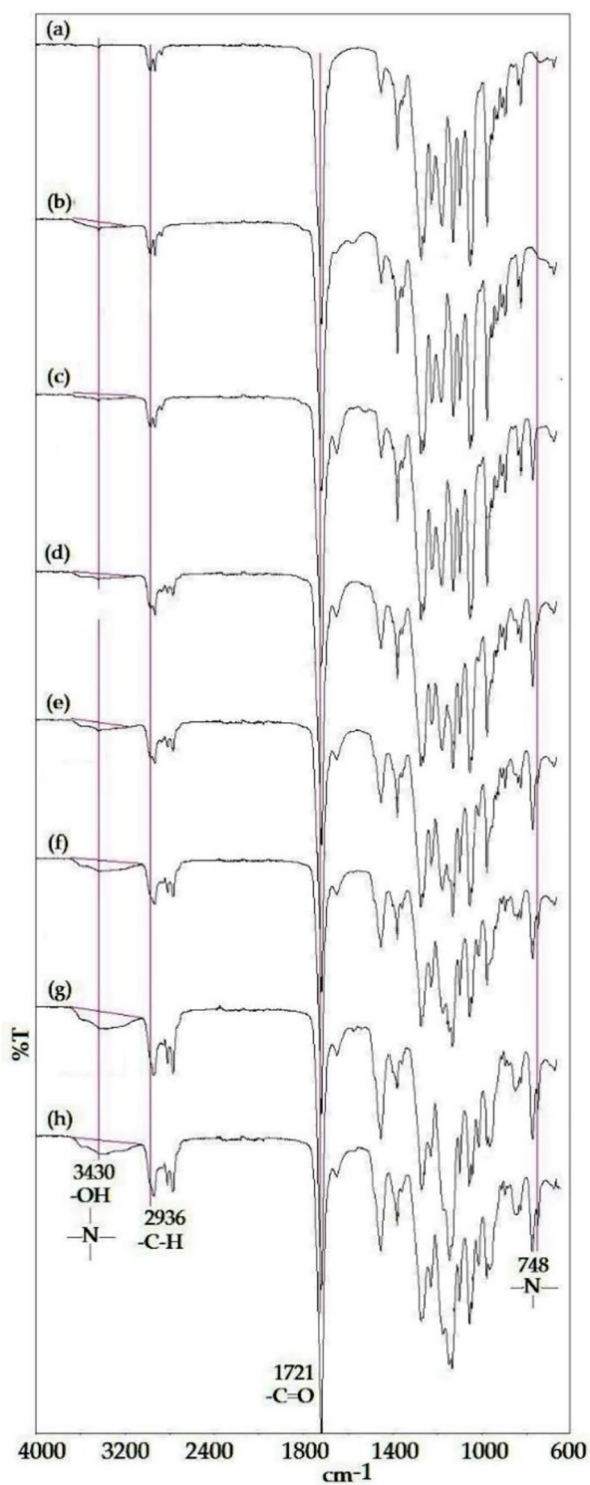 (a)
(b)
(c)
(d)
(e)
(f)
(g)
%T
(h)
3430
-OH
–N–
2936
-C-H
748
–N–
1721
-C=O
4000 3200 2400 1800 1400 1000 600
cm-1